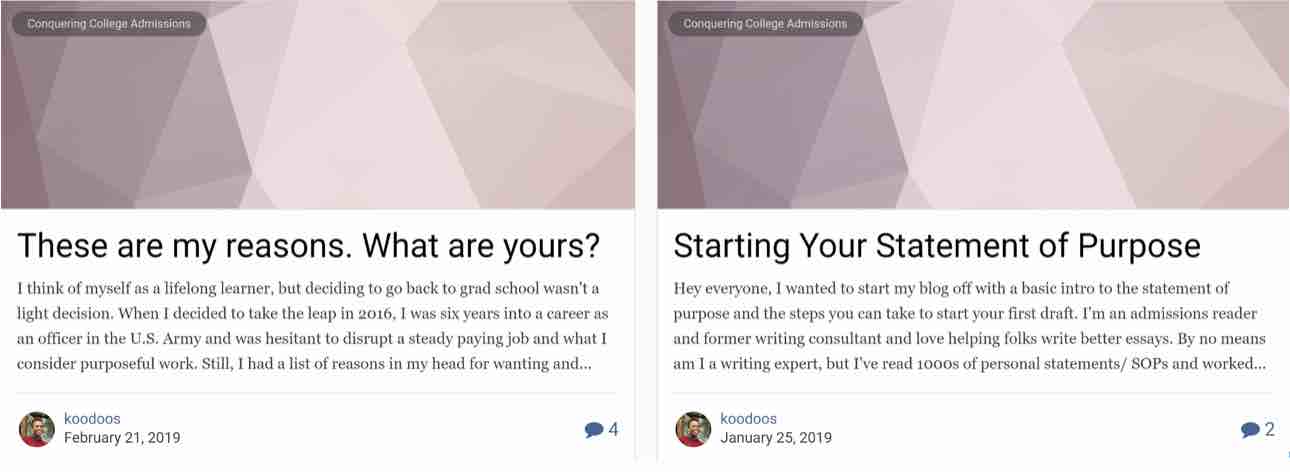 Conquering College Admissions
These are my reasons. What are yours?
I think of myself as a lifelong learner, but deciding to go back to grad school wasn't a
light decision. When I decided to take the leap in 2016, I was six years into a career as
an officer in the U.S. Army and was hesitant to disrupt a steady paying job and what I
consider purposeful work. Still, I had a list of reasons in my head for wanting and...
koodoos
February 21, 2019
4
Conquering College Admissions
Starting Your Statement of Purpose
Hey everyone, I wanted to start my blog off with a basic intro to the statement of
purpose and the steps you can take to start your first draft. I'm an admissions reader
and former writing consultant and love helping folks write better essays. By no means
am I a writing expert, but I've read 1000s of personal statements/ SOPs and worked...
koodoos
January 25, 2019
2